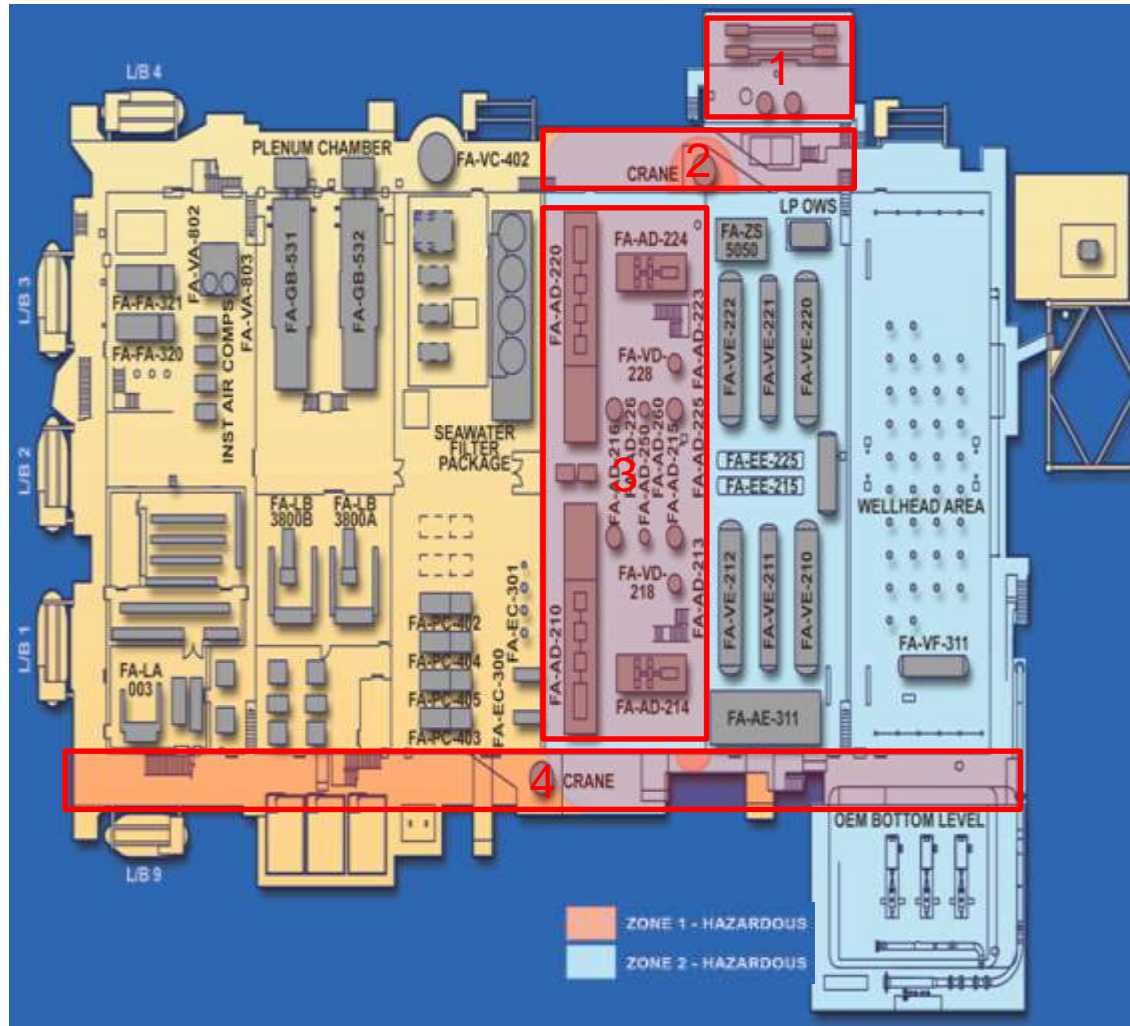 1
L/B 4
PLENUM CHAMBER
FA-VC-402
CRANE
2
LP OWS
FA-ZS
5050
FA-VA-802
FA-VA-803
FA-GB-531
FA-GB-532
FA-AD-220
FA-AD-224
FA-AD-223
FA-VE-222
FA-VE-221
FA-VE-220
L/B 3
FA-FA-321
FA-FA-320
INST AIR COMPS
FA-VD-
228
SEAWATER
FILTER
PACKAGE
FA-AD-216
FA-AD-226
FA-AD-250
FA-AD-260
FA-AD-215
FA-AD-225
3
FA-EE-225
FA-EE-215
WELLHEAD AREA
L/B 2
FA-LB
3800B
FA-LB
3800A
FA-VD-
218
FA-AD-213
FA-VE-212
FA-VE-211
FA-VE-210
L/B 1
FA-PC-402
FA-PC-404
FA-PC-405
FA-PC-403
FA-EC-301
FA-EC-300
FA-AD-210
FA-AD-214
FA-VF-311
FA-LA
003
FA-AE-311
4
CRANE
OEM BOTTOM LEVEL
L/B 9
ZONE 1 - HAZARDOUS
ZONE 2 - HAZARDOUS